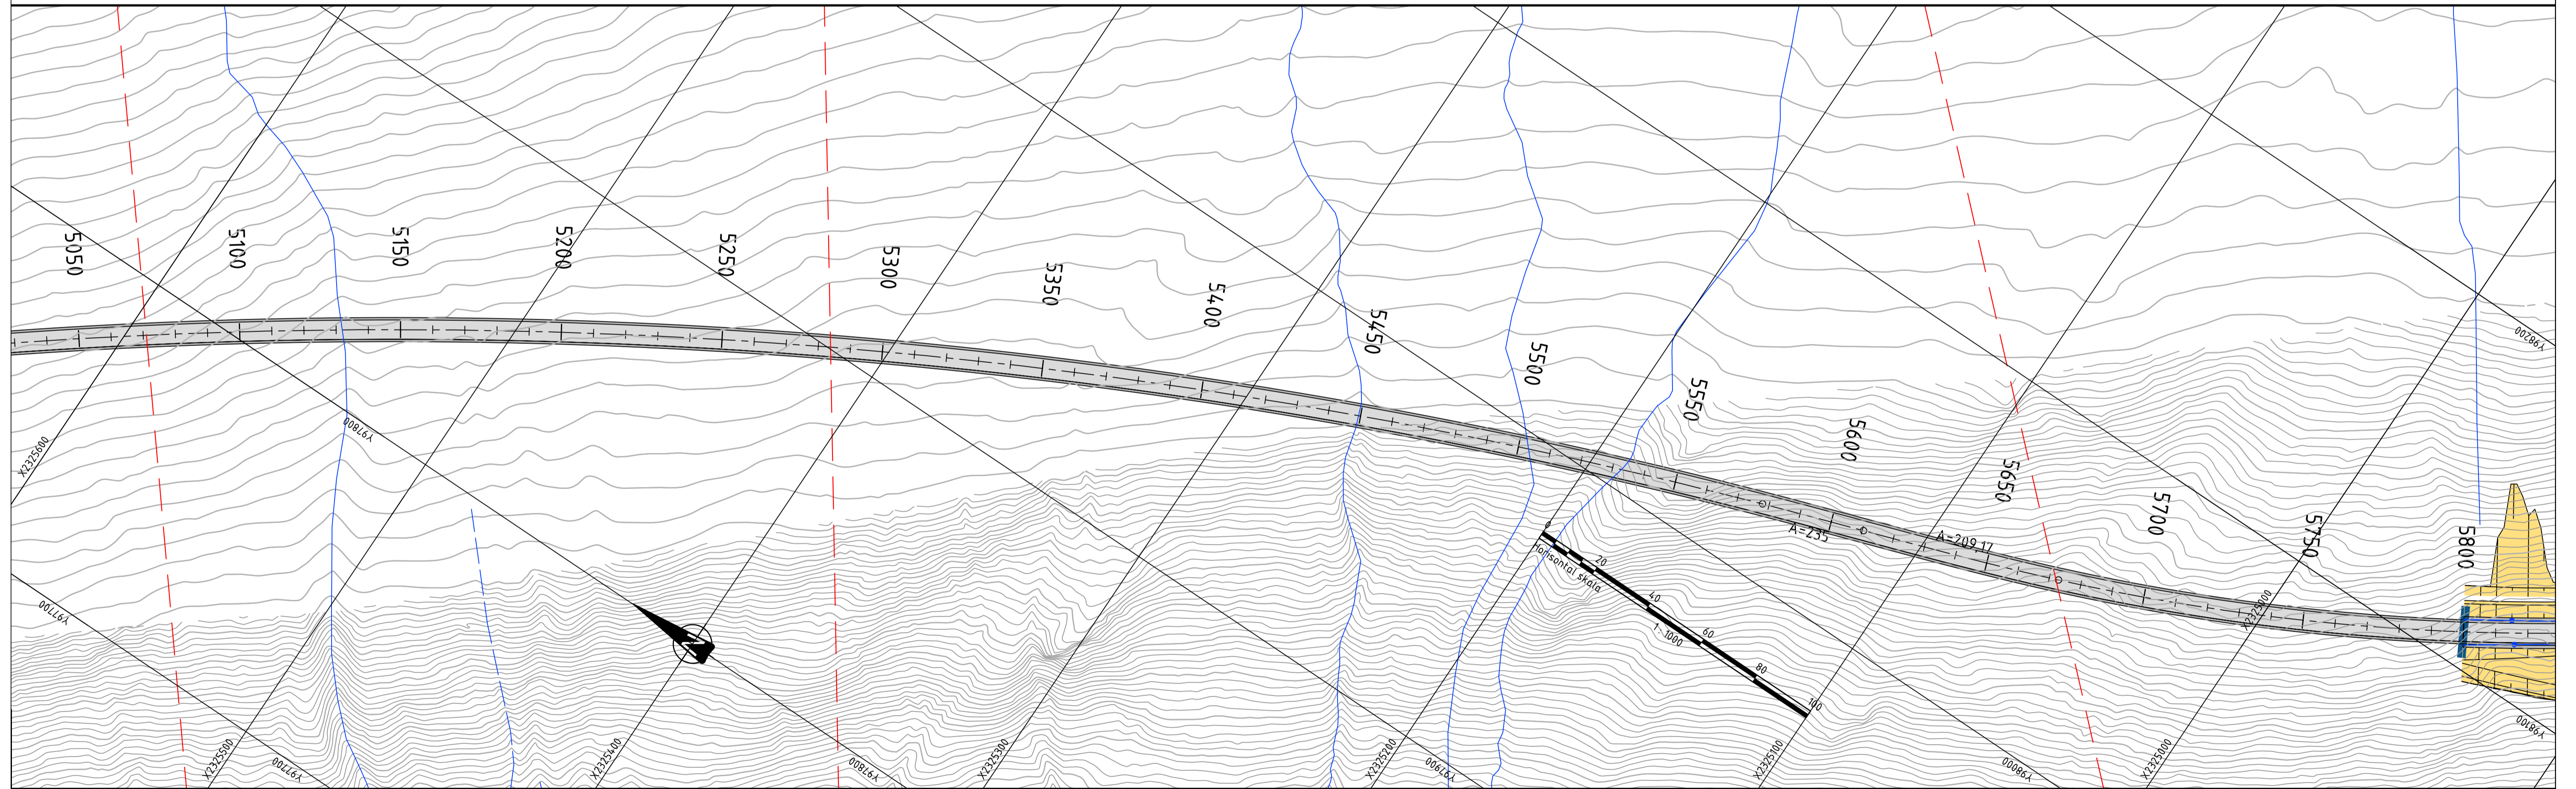 5050
5100
5150
5200
5250
5300
5350
5400
5450
5500
5550
5600
5650
5700
5750
5800
Y98200
X2325600
Y97800
A=235
A=209,17
0
20
40
60
80
100
Horisontal skala
1:1000
X2325000
Y97700
Y98100
X2325500
Y97700
X2325400
Y97800
X2325300
X2325200
Y97900
X2325100
Y98000
X2325000